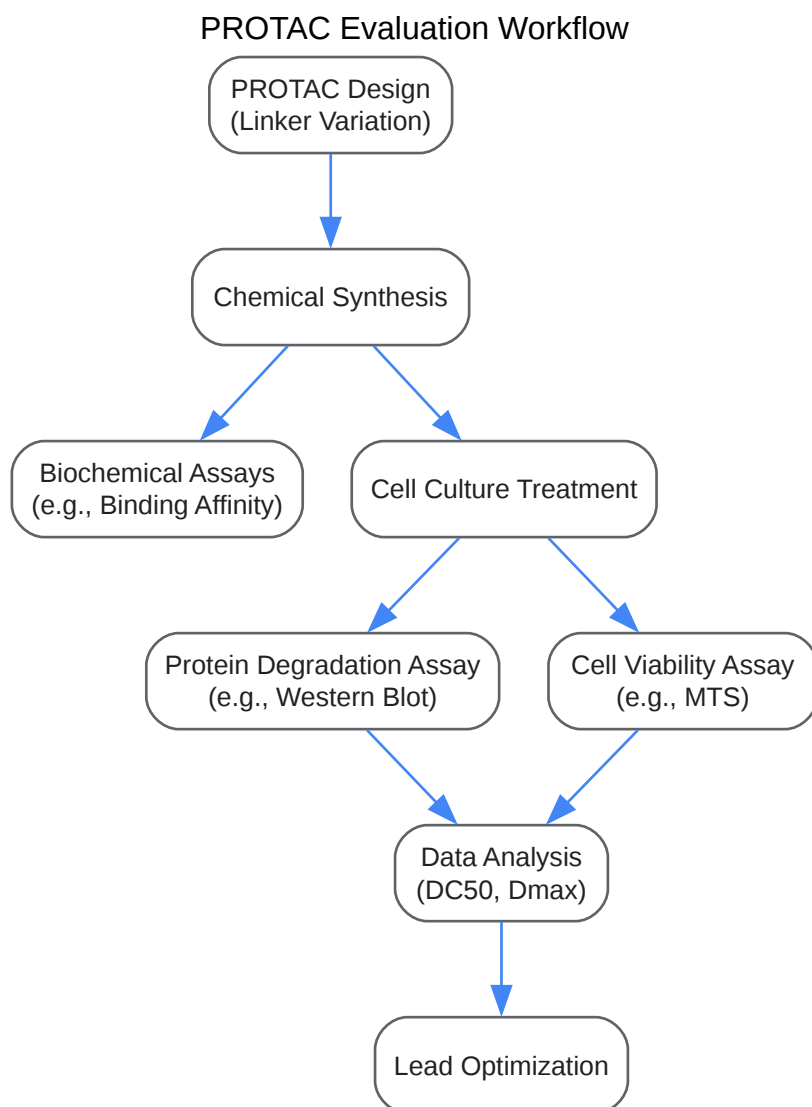 PROTAC Evaluation Workflow
PROTAC Design
(Linker Variation)
Chemical Synthesis
Biochemical Assays
(e.g., Binding Affinity)
Cell Culture Treatment
Protein Degradation Assay
(e.g., Western Blot)
Cell Viability Assay
(e.g., MTS)
Data Analysis
(DC50, Dmax)
Lead Optimization